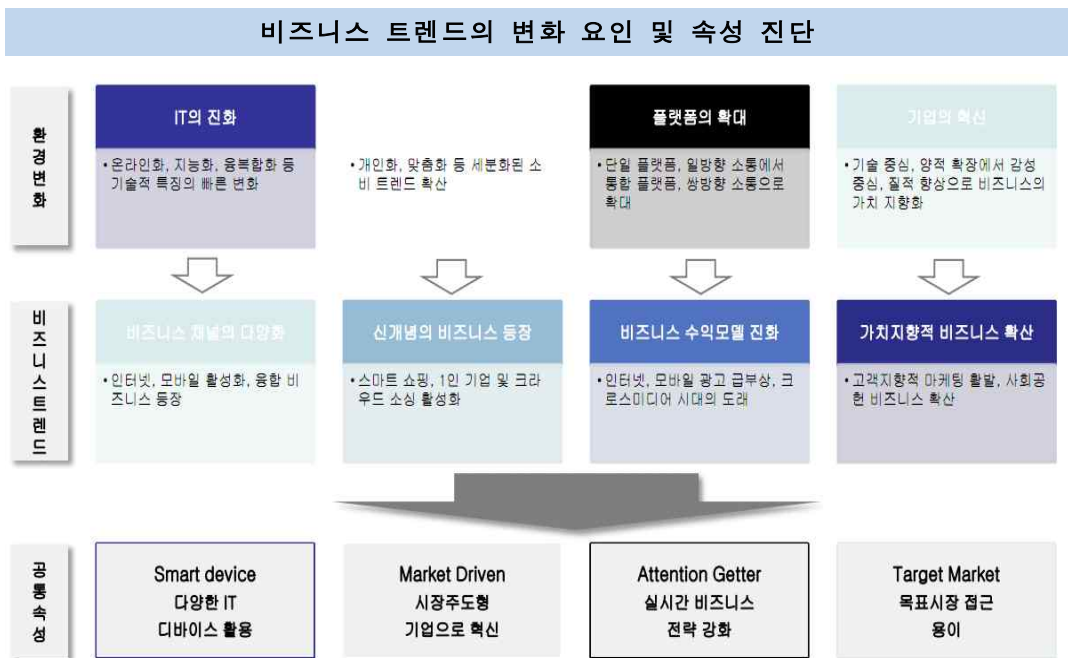 비즈니스 트렌드의 변화 요인 및 속성 진단
환경변화
IT의 진화
• 온라인화, 지능화, 융복합화 등
기술적 특징의 빠른 변화
• 개인화, 맞춤화 등 세분화된 소
비 트렌드 확산
플랫폼의 확대
• 단일 플랫폼, 일방향 소통에서
통합 플랫폼, 쌍방향 소통으로
확대
기업의 혁신
• 기술 중심, 양적 확장에서 감성
중심, 질적 향상으로 비즈니스의
가치 지향화
비즈니스트렌드
비즈니스 채널의 다양화
• 인터넷, 모바일 활성화, 융합 비
즈니스 등장
신개념의 비즈니스 등장
• 스마트 쇼핑, 1인 기업 및 크라
우드 소싱 활성화
비즈니스 수익모델 진화
• 인터넷, 모바일 광고 급부상, 크
로스미디어 시대의 도래
가치지향적 비즈니스 확산
• 고객지향적 마케팅 활발, 사회공
헌 비즈니스 확산
공통속성
Smart device
다양한 IT
디바이스 활용
Market Driven
시장주도형
기업으로 혁신
Attention Getter
실시간 비즈니스
전략 강화
Target Market
목표시장 접근
용이